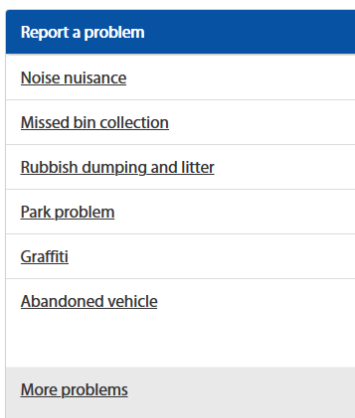 Report a problem
Noise nuisance
Missed bin collection
Rubbish dumping and litter
Park problem
Graffiti
Abandoned vehicle
More problems